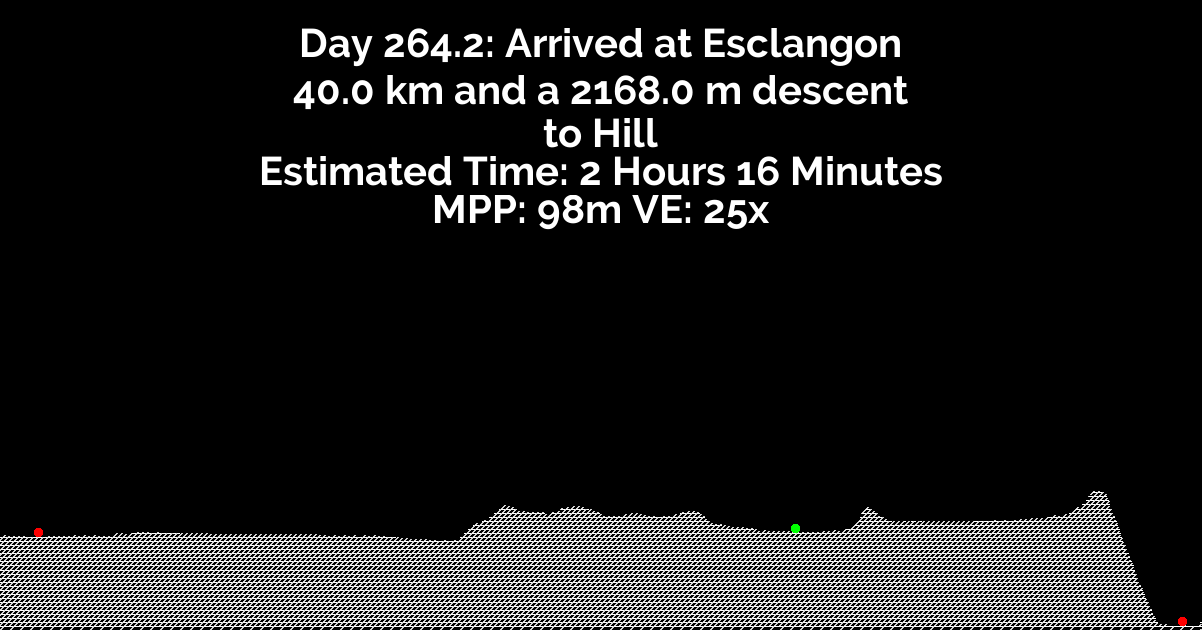 Day 264.2: Arrived at Esclangon
40.0 km and a 2168.0 m descent
to Hill
Estimated Time: 2 Hours 16 Minutes
MPP: 98m VE: 25x